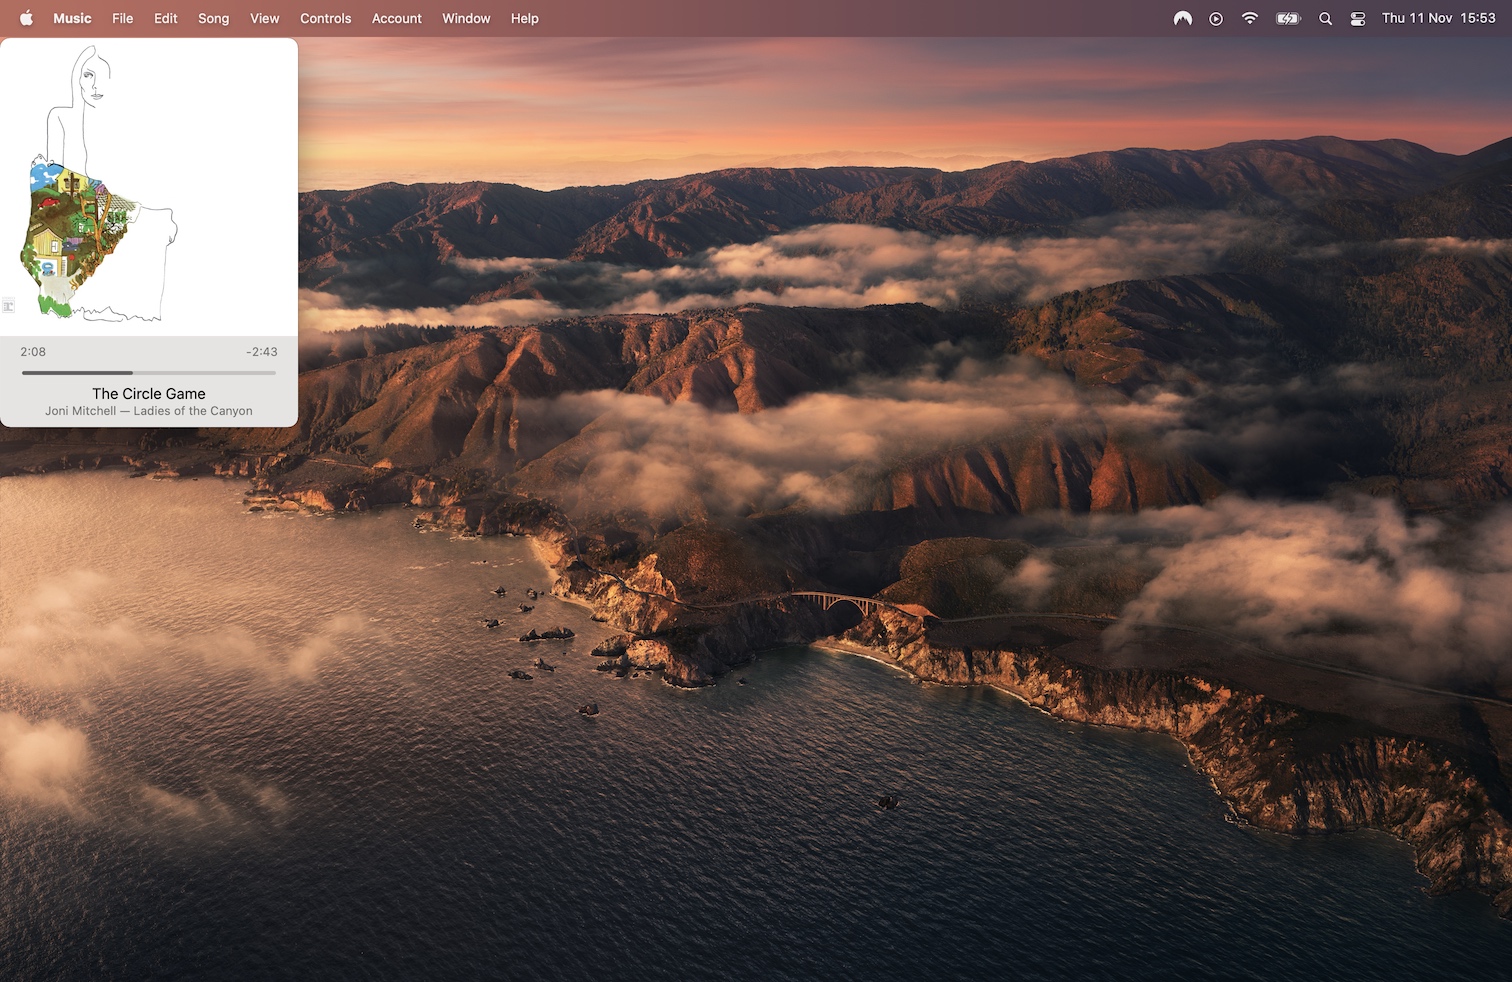 Music File Edit Song View Controls Account Window Help Thu 11 Nov 15:53
2:08 -2:43
The Circle Game
Joni Mitchell — Ladies of the Canyon